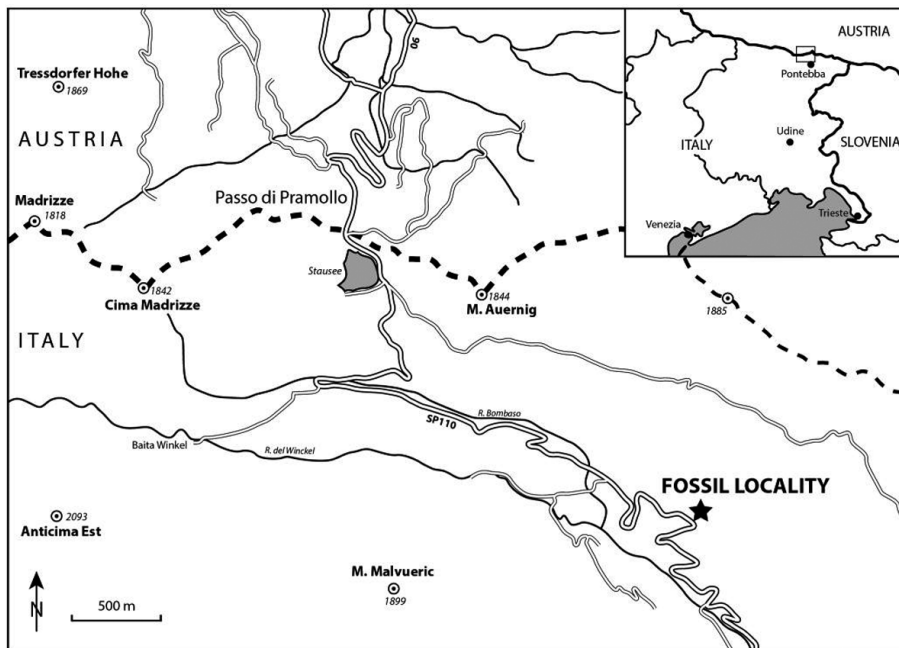 AUSTRIA
Pontebba
Udine
ITALY
SLOVENIA
Trieste
Venezia
90
Tressdorfer Hohe
1869
AUSTRIA
Madrizze
1818
Passo di Pramollo
Stausee
1842
Cima Madrizze
1844
M. Auernig
1885
ITALY
R. Bombaso
SP110
Baita Winkel
R. del Winckel
FOSSIL LOCALITY
2093
Anticima Est
M. Malvueric
1899
N
500 m